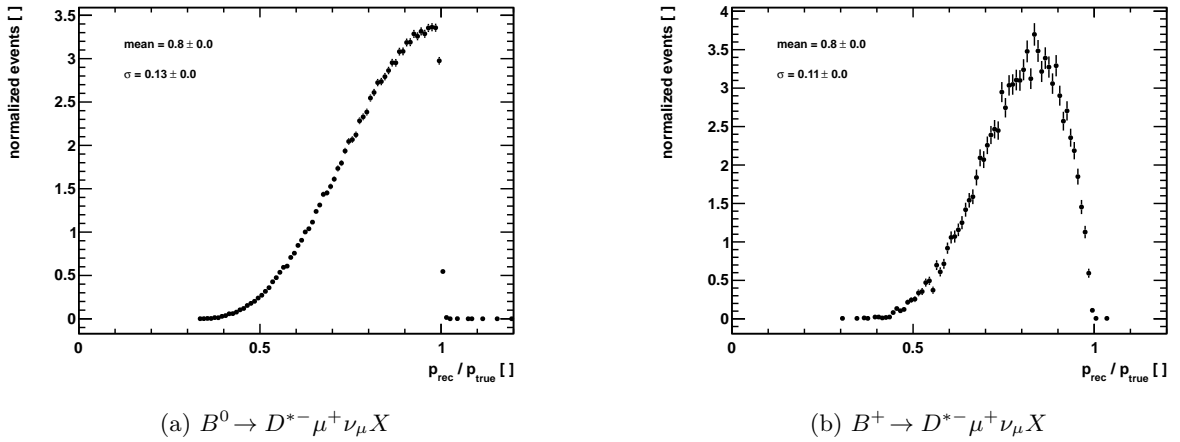 normalized events [ ]
3.5
3
2.5
2
1.5
1
0.5
0
mean = 0.8 ± 0.0
σ = 0.13 ± 0.0
0 0.5 1
p_rec / p_true [ ]
(a) B⁰ → D*⁻ μ⁺ ν_μ X
normalized events [ ]
4
3.5
3
2.5
2
1.5
1
0.5
0
mean = 0.8 ± 0.0
σ = 0.11 ± 0.0
0 0.5 1
p_rec / p_true [ ]
(b) B⁺ → D*⁻ μ⁺ ν_μ X